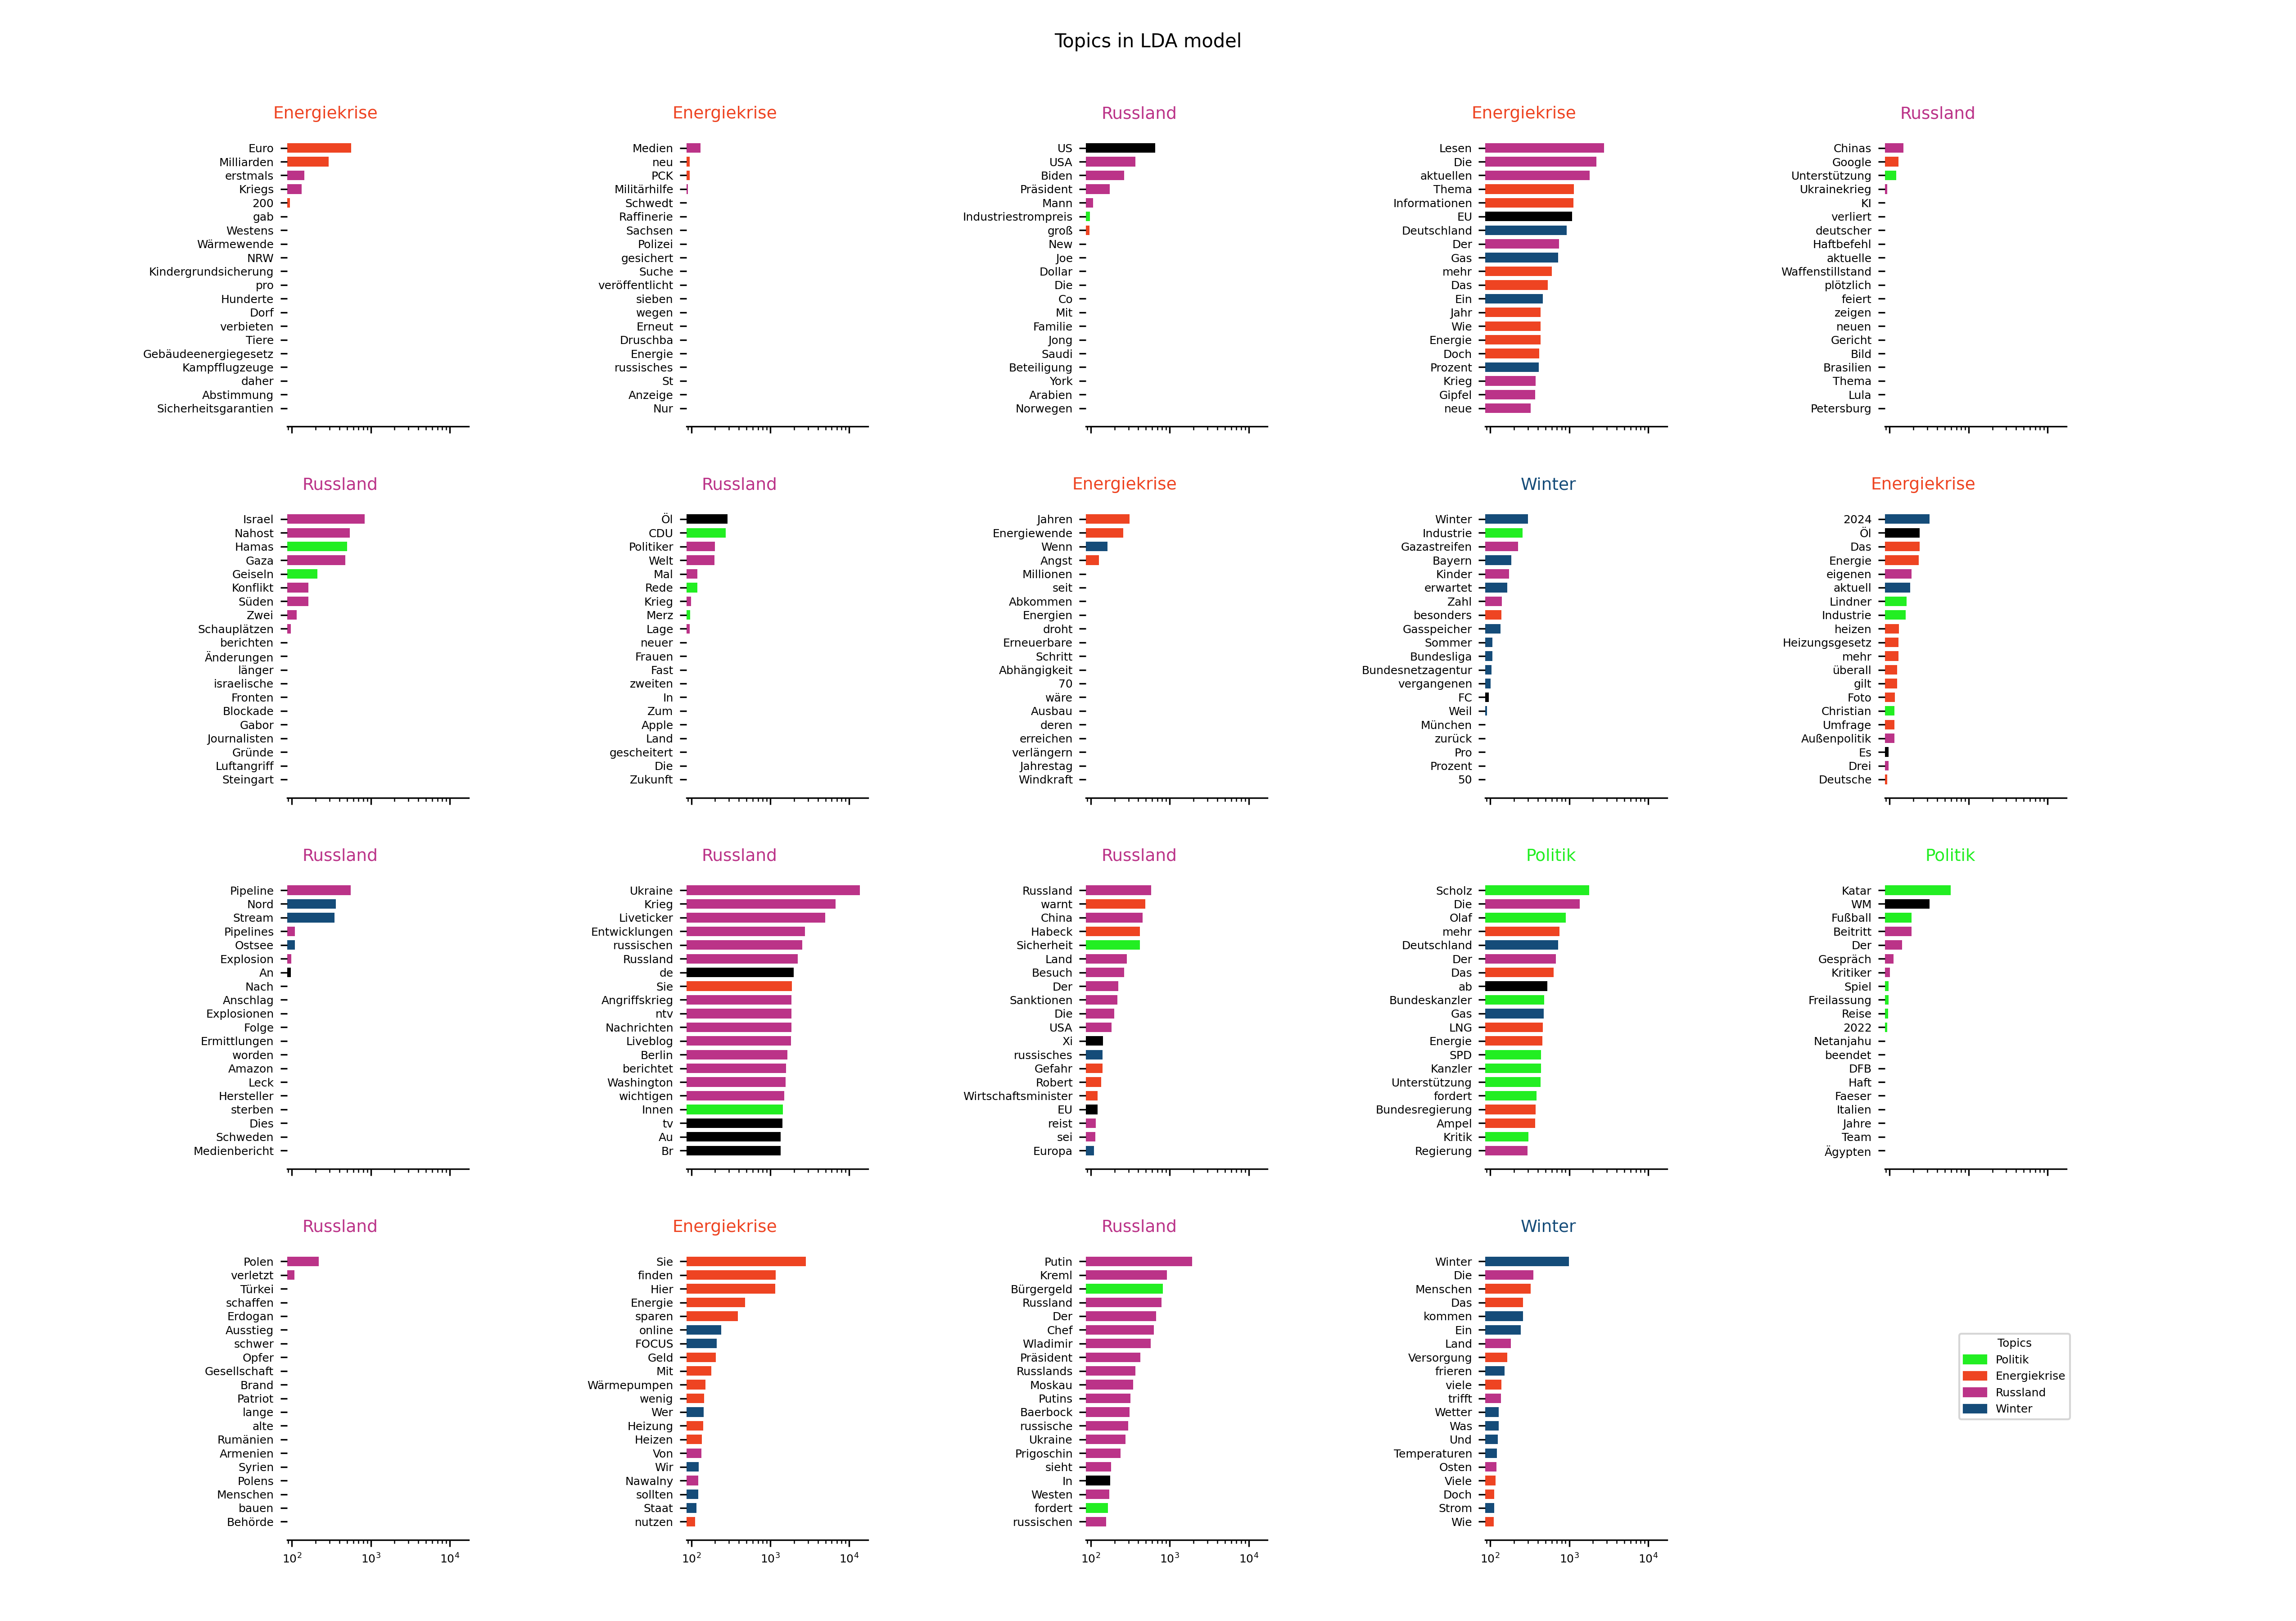 Topics in LDA model
Energiekrise
Euro
Milliarden
erstmals
Kriegs
200
gab
Westens
Wärmewende
NRW
Kindergrundsicherung
pro
Hunderte
Dorf
verbieten
Tiere
Gebäudeenergiegesetz
Kampfflugzeuge
daher
Abstimmung
Sicherheitsgarantien
Energiekrise
Medien
neu
PCK
Militärhilfe
Schwedt
Raffinerie
Sachsen
Polizei
gesichert
Suche
veröffentlicht
sieben
wegen
Erneut
Druschba
Energie
russisches
St
Anzeige
Nur
Russland
US
USA
Biden
Präsident
Mann
Industriestrompreis
groß
New
Joe
Dollar
Die
Co
Mit
Familie
Jong
Saudi
Beteiligung
York
Arabien
Norwegen
Energiekrise
Lesen
Die
aktuellen
Thema
Informationen
EU
Deutschland
Der
Gas
mehr
Das
Ein
Jahr
Wie
Energie
Doch
Prozent
Krieg
Gipfel
neue
Russland
Chinas
Google
Unterstützung
Ukrainekrieg
KI
verliert
deutscher
Haftbefehl
aktuelle
Waffenstillstand
plötzlich
feiert
zeigen
neuen
Gericht
Bild
Brasilien
Thema
Lula
Petersburg
Russland
Israel
Nahost
Hamas
Gaza
Geiseln
Konflikt
Süden
Zwei
Schauplätzen
berichten
Änderungen
länger
israelische
Fronten
Blockade
Gabor
Journalisten
Gründe
Luftangriff
Steingart
Russland
Öl
CDU
Politiker
Welt
Mal
Rede
Krieg
Merz
Lage
neuer
Frauen
Fast
zweiten
In
Zum
Apple
Land
gescheitert
Die
Zukunft
Energiekrise
Jahren
Energiewende
Wenn
Angst
Millionen
seit
Abkommen
Energien
droht
Erneuerbare
Schritt
Abhängigkeit
70
wäre
Ausbau
deren
erreichen
verlängern
Jahrestag
Windkraft
Winter
Winter
Industrie
Gazastreifen
Bayern
Kinder
erwartet
Zahl
besonders
Gasspeicher
Sommer
Bundesliga
Bundesnetzagentur
vergangenen
FC
Weil
München
zurück
Pro
Prozent
50
Energiekrise
2024
Öl
Das
Energie
eigenen
aktuell
Lindner
Industrie
heizen
Heizungsgesetz
mehr
überall
gilt
Foto
Christian
Umfrage
Außenpolitik
Es
Drei
Deutsche
Russland
Pipeline
Nord
Stream
Pipelines
Ostsee
Explosion
An
Nach
Anschlag
Explosionen
Folge
Ermittlungen
worden
Amazon
Leck
Hersteller
sterben
Dies
Schweden
Medienbericht
Russland
Ukraine
Krieg
Liveticker
Entwicklungen
russischen
Russland
de
Sie
Angriffskrieg
ntv
Nachrichten
Liveblog
Berlin
berichtet
Washington
wichtigen
Innen
tv
Au
Br
Russland
Russland
warnt
China
Habeck
Sicherheit
Land
Besuch
Der
Sanktionen
Die
USA
Xi
russisches
Gefahr
Robert
Wirtschaftsminister
EU
reist
sei
Europa
Politik
Scholz
Die
Olaf
mehr
Deutschland
Der
Das
ab
Bundeskanzler
Gas
LNG
Energie
SPD
Kanzler
Unterstützung
fordert
Bundesregierung
Ampel
Kritik
Regierung
Politik
Katar
WM
Fußball
Beitritt
Der
Gespräch
Kritiker
Spiel
Freilassung
Reise
2022
Netanjahu
beendet
DFB
Haft
Faeser
Italien
Jahre
Team
Ägypten
Russland
Polen
verletzt
Türkei
schaffen
Erdogan
Ausstieg
schwer
Opfer
Gesellschaft
Brand
Patriot
lange
alte
Rumänien
Armenien
Syrien
Polens
Menschen
bauen
Behörde
10² 10³ 10⁴
Energiekrise
Sie
finden
Hier
Energie
sparen
online
FOCUS
Geld
Mit
Wärmepumpen
wenig
Wer
Heizung
Heizen
Von
Wir
Nawalny
sollten
Staat
nutzen
10² 10³ 10⁴
Russland
Putin
Kreml
Bürgergeld
Russland
Der
Chef
Wladimir
Präsident
Russlands
Moskau
Putins
Baerbock
russische
Ukraine
Prigoschin
sieht
In
Westen
fordert
russischen
10² 10³ 10⁴
Winter
Winter
Die
Menschen
Das
kommen
Ein
Land
Versorgung
frieren
viele
trifft
Wetter
Was
Und
Temperaturen
Osten
Viele
Doch
Strom
Wie
10² 10³ 10⁴
Topics
Politik
Energiekrise
Russland
Winter